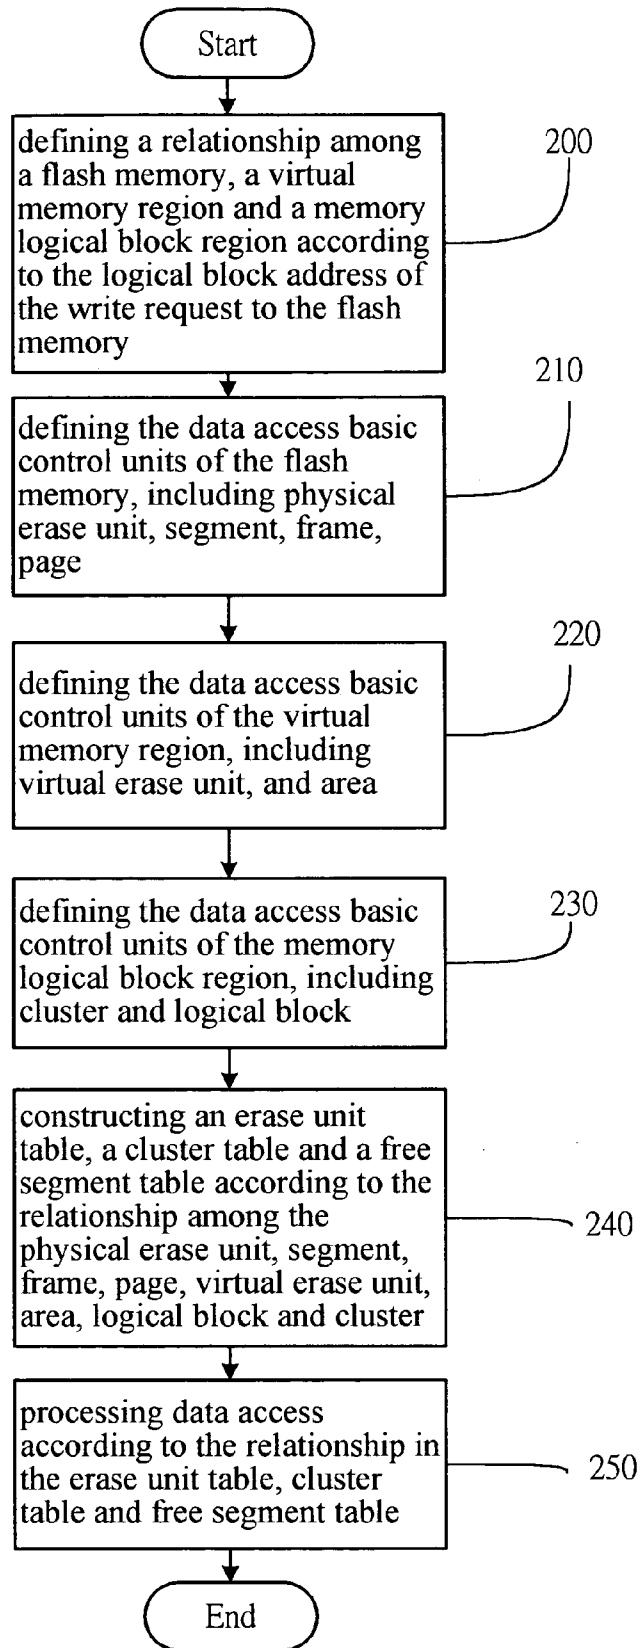 Start
defining a relationship among
a flash memory, a virtual
memory region and a memory
logical block region according
to the logical block address of
the write request to the flash
memory
200
defining the data access basic
control units of the flash
memory, including physical
erase unit, segment, frame,
page
210
defining the data access basic
control units of the virtual
memory region, including
virtual erase unit, and area
220
defining the data access basic
control units of the memory
logical block region, including
cluster and logical block
230
constructing an erase unit
table, a cluster table and a free
segment table according to the
relationship among the
physical erase unit, segment,
frame, page, virtual erase unit,
area, logical block and cluster
240
processing data access
according to the relationship in
the erase unit table, cluster
table and free segment table
250
End